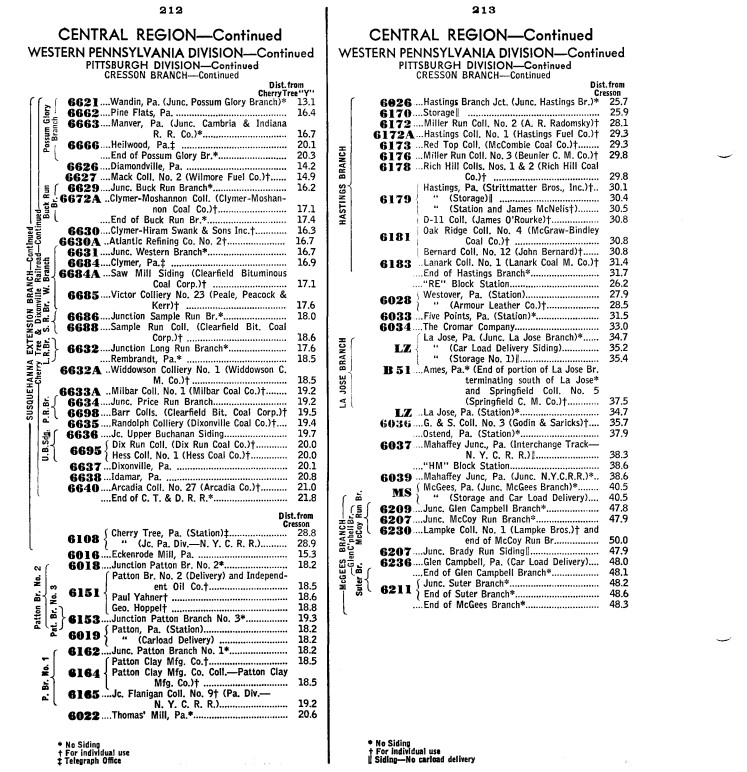 212
CENTRAL REGION—Continued
WESTERN PENNSYLVANIA DIVISION—Continued
PITTSBURGH DIVISION—Continued
CRESSON BRANCH—Continued
Dist. from
Cherry Tree "Y"
6621 ....Wandin, Pa. (Junc. Possum Glory Branch)* 13.1
6662 ....Pine Flats, Pa. 16.4
6663 ....Manver, Pa. (Junc. Cambria & Indiana
R. R. Co.)* 16.7
6666 ....Heilwood, Pa.‡ 20.1
....End of Possum Glory Br.* 20.3
6626 ....Diamondville, Pa. 14.2
6627 ....Mack Coll. No. 2 (Wilmore Coal Co.)† 14.9
6629 ....Junc. Buck Run Branch* 16.2
6672A ..Clymer-Moshannon Coll. (Clymer-Moshan-
non Coal Co.)† 17.1
....End of Buck Run Br.* 17.4
6630 ....Clymer-Hiram Swank & Sons Inc.† 16.3
6630A ..Atlantic Refining Co. No. 2† 16.7
6631 ....Junc. Western Branch* 16.7
6684 ....Clymer, Pa.‡ 16.9
6684A ..Saw Mill Siding (Clearfield Bituminous
Coal Corp.)† 17.1
6685 ....Victor Colliery No. 23 (Peale, Peacock &
Kerr)† 17.6
6686 ....Junction Sample Run Br.* 18.0
6688 ....Sample Run Coll. (Clearfield Bit. Coal
Corp.)† 18.6
6632 ....Junction Long Run Branch* 17.6
....Rembrandt, Pa.* 18.5
6632A ..Widdowson Colliery No. 1 (Widdowson C.
M. Co.)† 18.5
6633A ..Milbar Coll. No. 1 (Milbar Coal Co.)† 19.2
6634 ....Junc. Price Run Branch 19.2
6698 ....Barr Colls. (Clearfield Bit. Coal Corp.)† 19.5
6635 ....Randolph Colliery (Dixonville Coal Co.)† 19.4
6636 ....Jc. Upper Buchanan Siding 19.7
6695 { Dix Run Coll. (Dix Run Coal Co.)† 20.0
Hess Coll. No. 1 (Hess Coal Co.)† 20.0
6637 ....Dixonville, Pa. 20.1
6638 ....Idamar, Pa. 20.8
6640 ....Arcadia Coll. No. 27 (Arcadia Co.)† 21.0
....End of C. T. & D. R. R.* 21.8
Dist. from
Cresson
6108 { Cherry Tree, Pa. (Station)‡ 28.8
" (Jc. Pa. Div.—N. Y. C. R. R.) 28.9
6016 ....Eckenrode Mill, Pa. 15.3
6018 ....Junction Patton Br. No. 2* 18.2
6151 { Patton Br. No. 2 (Delivery) and Independ-
ent Oil Co.† 18.5
Paul Yahner† 18.6
Geo. Hoppel† 18.8
6153 ....Junction Patton Branch No. 3* 19.3
6019 { Patton, Pa. (Station) 18.2
" (Carload Delivery) 18.2
6162 ....Junc. Patton Branch No. 1* 18.2
6164 { Patton Clay Mfg. Co.† 18.5
Patton Clay Mfg. Co. Coll.—Patton Clay
Mfg. Co.)† 18.5
6165 ....Jc. Flanigan Coll. No. 9† (Pa. Div.—
N. Y. C. R. R.) 19.2
6022 ....Thomas' Mill, Pa.* 20.6
SUSQUEHANNA EXTENSION BRANCH—Continued
Cherry Tree & Dixonville Railroad—Continued
Possum Glory
Branch
Buck Run
Br.
W. Branch
S. R. Br.
L.R.Br.
P.R.Br.
U.B.Sdg.
Patton Br. No. 2
Pat. Br. No. 3
P. Br. No. 1
* No Siding
† For individual use
‡ Telegraph Office
213
CENTRAL REGION—Continued
WESTERN PENNSYLVANIA DIVISION—Continued
PITTSBURGH DIVISION—Continued
CRESSON BRANCH—Continued
Dist. from
Cresson
6026 ....Hastings Branch Jct. (Junc. Hastings Br.)* 25.7
6170 ....Storage‖ 25.9
6172 ....Miller Run Coll. No. 2 (A. R. Radomsky)† 28.1
6172A ..Hastings Coll. No. 1 (Hastings Fuel Co.)† 29.3
6173 ....Red Top Coll. (McCombie Coal Co.)† 29.3
6176 ....Miller Run Coll. No. 3 (Beunier C. M. Co.)† 29.8
6178 ....Rich Hill Colls. Nos. 1 & 2 (Rich Hill Coal
Co.)† 29.8
6179 { Hastings, Pa. (Strittmatter Bros., Inc.)† 30.1
" (Storage)‖ 30.4
" (Station and James McNelis†) 30.5
6181 { D-11 Coll. (James O'Rourke)† 30.8
Oak Ridge Coll. No. 4 (McGraw-Bindley
Coal Co.)† 30.8
Bernard Coll. No. 12 (John Bernard)† 30.8
6183 ....Lanark Coll. No. 1 (Lanark Coal M. Co.)† 31.4
....End of Hastings Branch* 31.7
...."RE" Block Station 26.2
6028 { Westover, Pa. (Station) 27.9
" (Armour Leather Co.)† 28.5
6033 ....Five Points, Pa. (Station)* 31.5
6034 ....The Cromar Company 33.0
LZ { La Jose, Pa. (Junc. La Jose Branch)* 34.7
" (Car Load Delivery Siding) 35.2
" (Storage No. 1)‖ 35.4
B 51 ....Ames, Pa.* (End of portion of La Jose Br.
terminating south of La Jose*
and Springfield Coll. No. 5
(Springfield C. M. Co.)† 37.5
LZ ..La Jose, Pa. (Station)* 34.7
6036 ....G. & S. Coll. No. 3 (Godin & Saricks)† 35.7
....Ostend, Pa. (Station)* 37.9
6037 ....Mahaffey Junc., Pa. (Interchange Track—
N. Y. C. R. R.)‖ 38.3
...."HM" Block Station 38.6
6039 ....Mahaffey Junc, Pa. (Junc. N.Y.C.R.R.)* 38.6
MS { McGees, Pa. (Junc. McGees Branch)* 40.5
" (Storage and Car Load Delivery) 40.5
6209 ....Junc. Glen Campbell Branch* 47.8
6207 ....Junc. McCoy Run Branch* 47.9
6230 ....Lampke Coll. No. 1 (Lampke Bros.)† and
end of McCoy Run Br. 50.0
6207 ....Junc. Brady Run Siding‖ 47.9
6236 ....Glen Campbell, Pa. (Car Load Delivery) 48.0
....End of Glen Campbell Branch* 48.1
6211 { Junc. Suter Branch* 48.2
End of Suter Branch* 48.6
....End of McGees Branch* 48.3
HASTINGS BRANCH
LA JOSE BRANCH
McGEES BRANCH
Glen C'pbell Br.
McCoy Run Br.
Suter Br.
* No Siding
† For individual use
‖ Siding—No carload delivery